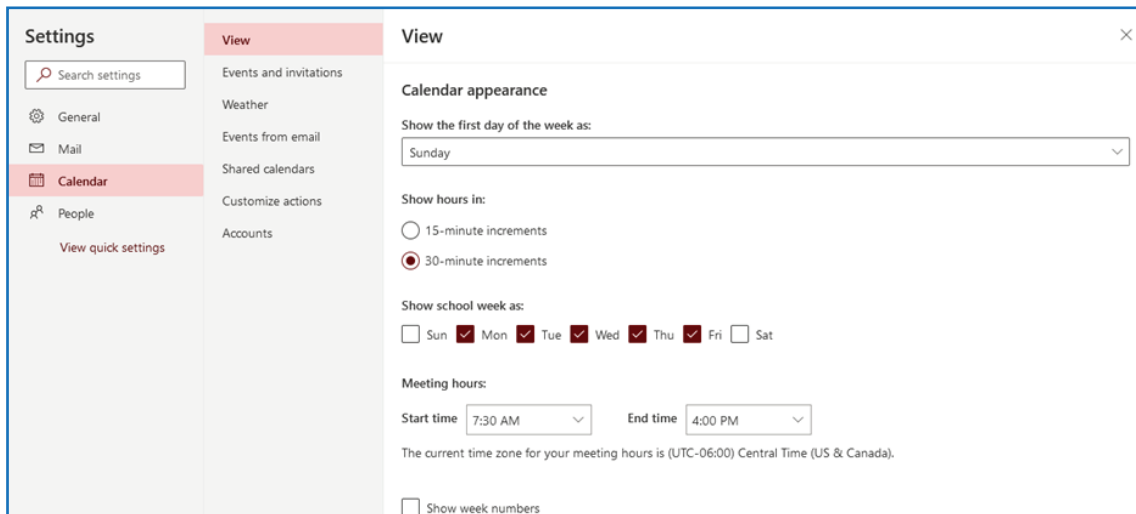 Settings
Search settings
General
Mail
Calendar
People
View quick settings
View
Events and invitations
Weather
Events from email
Shared calendars
Customize actions
Accounts
View
Calendar appearance
Show the first day of the week as:
Sunday
Show hours in:
15-minute increments
30-minute increments
Show school week as:
Sun Mon Tue Wed Thu Fri Sat
Meeting hours:
Start time 7:30 AM End time 4:00 PM
The current time zone for your meeting hours is (UTC-06:00) Central Time (US & Canada).
Show week numbers